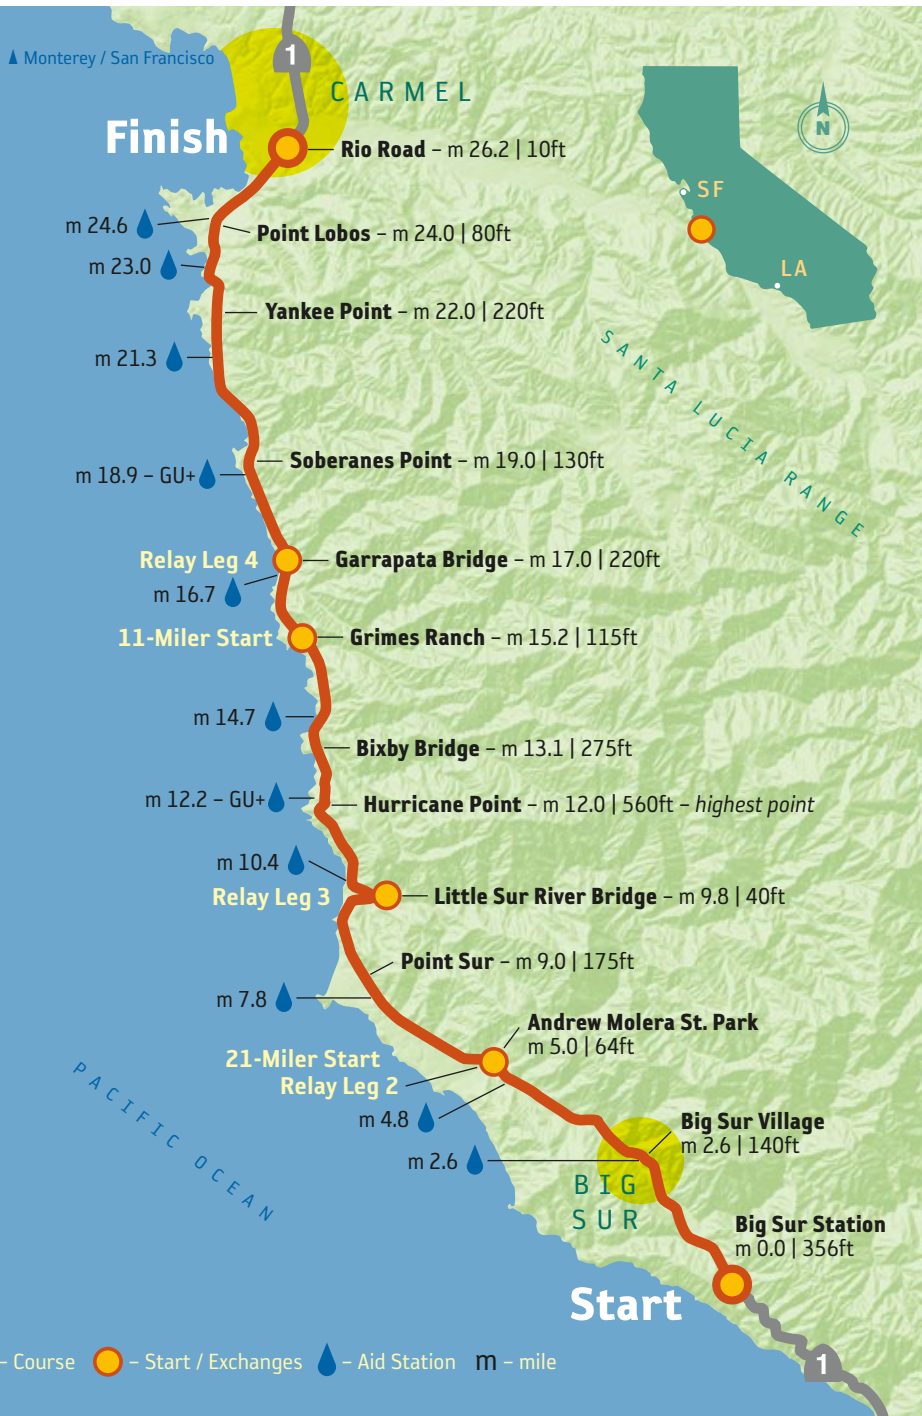 1
Monterey / San Francisco
CARMEL
Finish
Rio Road – m 26.2 | 10ft
N
SF
LA
m 24.6
Point Lobos – m 24.0 | 80ft
m 23.0
Yankee Point – m 22.0 | 220ft
m 21.3
SANTA LUCIA RANGE
Soberanes Point – m 19.0 | 130ft
m 18.9 – GU+
Relay Leg 4
Garrapata Bridge – m 17.0 | 220ft
m 16.7
11-Miler Start
Grimes Ranch – m 15.2 | 115ft
m 14.7
Bixby Bridge – m 13.1 | 275ft
m 12.2 – GU+
Hurricane Point – m 12.0 | 560ft – highest point
m 10.4
Relay Leg 3
Little Sur River Bridge – m 9.8 | 40ft
Point Sur – m 9.0 | 175ft
m 7.8
Andrew Molera St. Park
m 5.0 | 64ft
21-Miler Start
Relay Leg 2
m 4.8
PACIFIC OCEAN
Big Sur Village
m 2.6 | 140ft
m 2.6
BIG
SUR
Big Sur Station
m 0.0 | 356ft
Start
– Course – Start / Exchanges – Aid Station m – mile
1